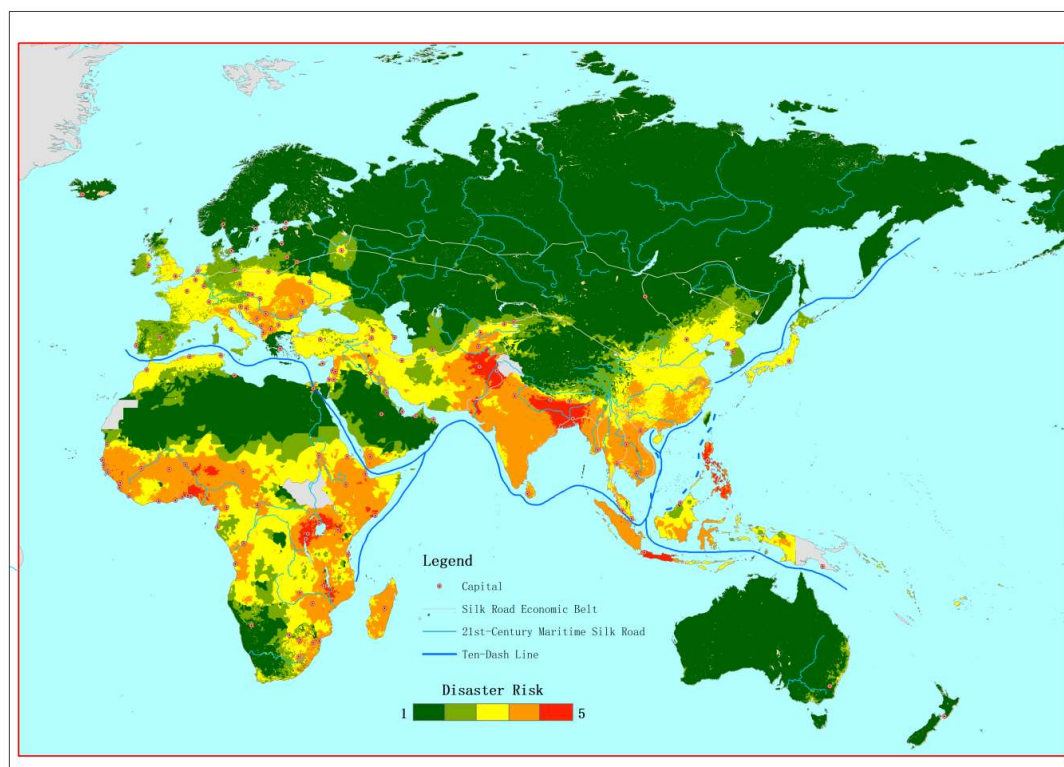 Legend
Capital
Silk Road Economic Belt
21st-Century Maritime Silk Road
Ten-Dash Line
Disaster Risk
1 5